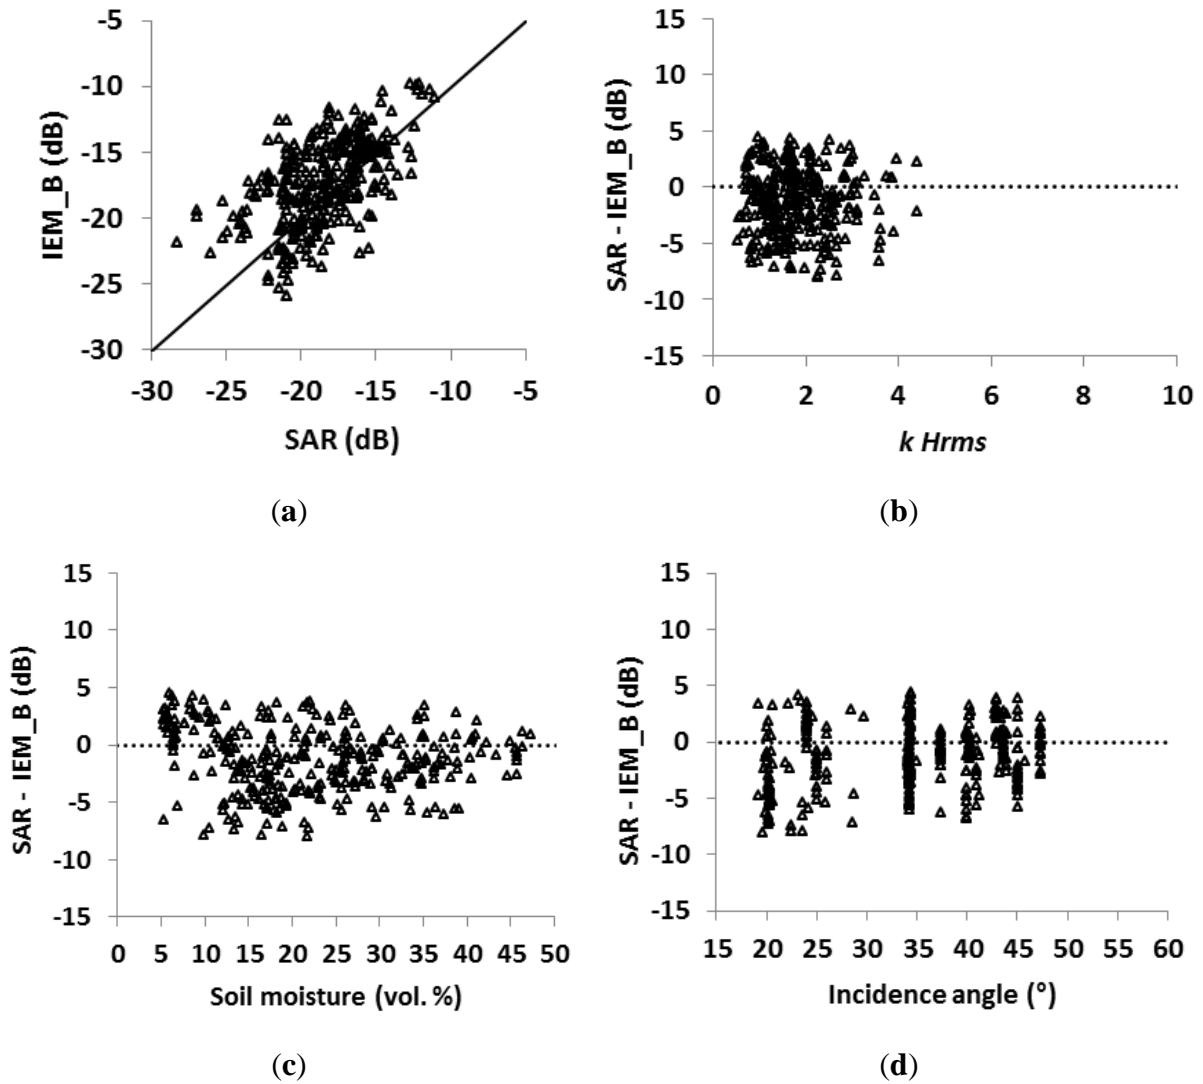 -5
-10
-15
-20
-25
-30
IEM_B (dB)
-30 -25 -20 -15 -10 -5
SAR (dB)
(a)
15
10
5
0
-5
-10
-15
SAR - IEM_B (dB)
0 2 4 6 8 10
k Hrms
(b)
15
10
5
0
-5
-10
-15
SAR - IEM_B (dB)
0 5 10 15 20 25 30 35 40 45 50
Soil moisture (vol. %)
(c)
15
10
5
0
-5
-10
-15
SAR - IEM_B (dB)
15 20 25 30 35 40 45 50 55 60
Incidence angle (°)
(d)